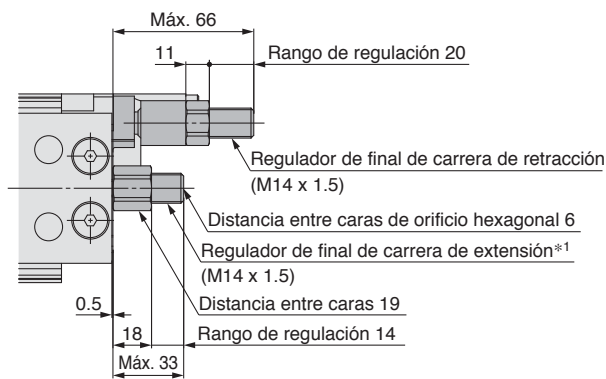 Máx. 66
11
Rango de regulación 20
Regulador de final de carrera de retracción
(M14 x 1.5)
Distancia entre caras de orificio hexagonal 6
Regulador de final de carrera de extensión*1
(M14 x 1.5)
Distancia entre caras 19
0.5
18
Rango de regulación 14
Máx. 33